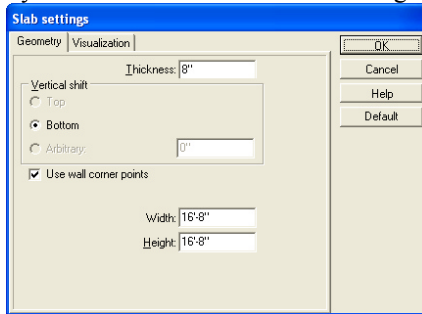 Slab settings
Geometry Visualization
OK
Cancel
Help
Default
Thickness: 8"
Vertical shift
Top
Bottom
Arbitrary: 0"
Use wall corner points
Width: 16'-8"
Height: 16'-8"